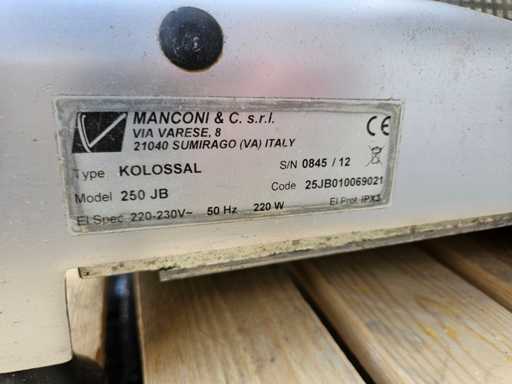 MANCONI & C. s.r.l.
VIA VARESE, 8
21040 SUMIRAGO (VA) ITALY
CE
Type KOLOSSAL
S/N 0845 / 12
Model 250 JB
Code 25JB010069021
El.Spec. 220-230V~ 50 Hz 220 W
El.Prot. IPX3